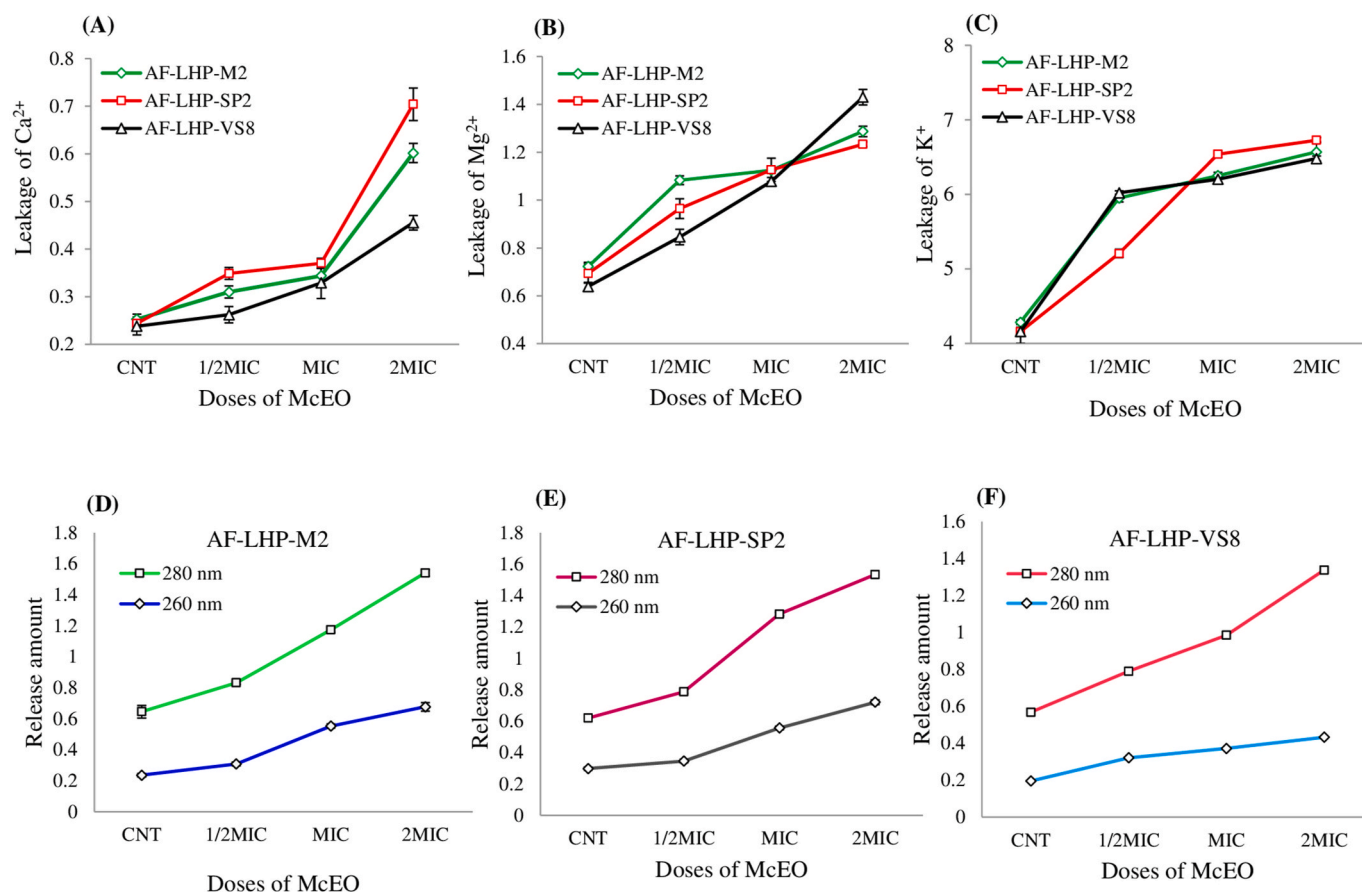 (A)
0.8
0.7
0.6
0.5
0.4
0.3
0.2
Leakage of Ca²⁺
AF-LHP-M2
AF-LHP-SP2
AF-LHP-VS8
CNT 1/2MIC MIC 2MIC
Doses of McEO
(B)
1.6
1.4
1.2
1
0.8
0.6
0.4
Leakage of Mg²⁺
AF-LHP-M2
AF-LHP-SP2
AF-LHP-VS8
CNT 1/2MIC MIC 2MIC
Doses of McEO
(C)
8
7
6
5
4
Leakage of K⁺
AF-LHP-M2
AF-LHP-SP2
AF-LHP-VS8
CNT 1/2MIC MIC 2MIC
Doses of McEO
(D)
AF-LHP-M2
1.8
1.6
1.4
1.2
1
0.8
0.6
0.4
0.2
0
Release amount
280 nm
260 nm
CNT 1/2MIC MIC 2MIC
Doses of McEO
(E)
AF-LHP-SP2
1.8
1.6
1.4
1.2
1
0.8
0.6
0.4
0.2
0
Release amount
280 nm
260 nm
CNT 1/2MIC MIC 2MIC
Doses of McEO
(F)
AF-LHP-VS8
1.6
1.4
1.2
1
0.8
0.6
0.4
0.2
0
Release amount
280 nm
260 nm
CNT 1/2MIC MIC 2MIC
Doses of McEO